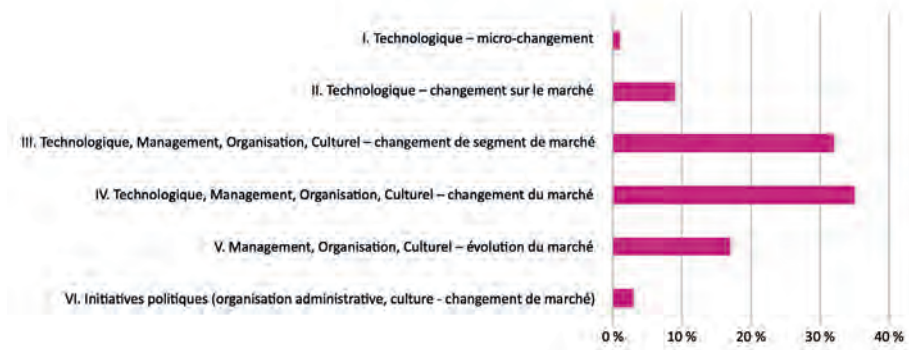 I. Technologique – micro-changement
II. Technologique – changement sur le marché
III. Technologique, Management, Organisation, Culturel – changement de segment de marché
IV. Technologique, Management, Organisation, Culturel – changement du marché
V. Management, Organisation, Culturel – évolution du marché
VI. Initiatives politiques (organisation administrative, culture - changement de marché)
0 % 10 % 20 % 30 % 40 %